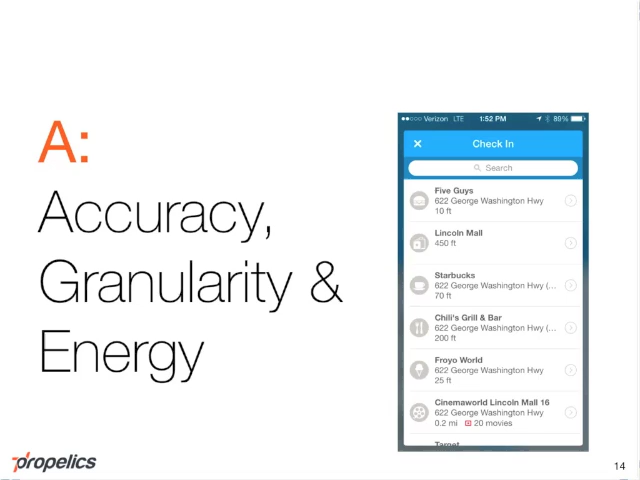 A:
Accuracy,
Granularity &
Energy
Verizon LTE 1:52 PM 89%
Check In
Search
Five Guys
622 George Washington Hwy
10 ft
Lincoln Mall
450 ft
Starbucks
622 George Washington Hwy (...
70 ft
Chili's Grill & Bar
622 George Washington Hwy (...
200 ft
Froyo World
622 George Washington Hwy
25 ft
Cinemaworld Lincoln Mall 16
622 George Washington Hwy
0.2 mi 20 movies
Target
propelics
14